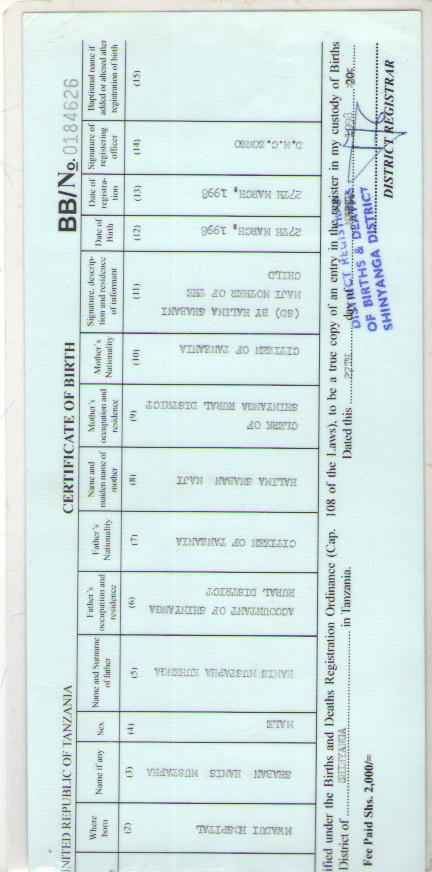 UNITED REPUBLIC OF TANZANIA
CERTIFICATE OF BIRTH
BB/No. 0184626
Where born
Name if any
Sex
Name and Surname of father
Father's occupation and residence
Father's Nationality
Name and maiden name of mother
Mother's occupation and residence
Mother's Nationality
Signature, description and residence of informant
Date of Birth
Date of registration
Signature of registering officer
Baptismal name if added or altered after registration of birth
(2)
(3)
(4)
(5)
(6)
(7)
(8)
(9)
(10)
(11)
(12)
(13)
(14)
(15)
MWADUI HOSPITAL
SHABAN HAMIS MUSTAPHA
MALE
HAMIS MUSTAPHA
ACCOUNTANT OF SHINYANGA
RURAL DISTRICT
CITIZEN OF TANZANIA
HALIMA SHABAN MAJI
CLERK OF
SHINYANGA RURAL DISTRICT
CITIZEN OF TANZANIA
(SD) BY HALIMA SHABANI
MAJI MOTHER OF THE
CHILD
27TH MARCH, 1998
27TH MARCH, 1998
D.M.C. ZONZO
ified under the Births and Deaths Registration Ordinance (Cap. 108 of the Laws), to be a true copy of an entry in the register in my custody of Births
District of SHINYANGA in Tanzania.
Dated this 27TH day of
Fee Paid Shs. 2,000/=
DISTRICT REGISTRAR
DISTRICT REGISTRAR
OF BIRTHS & DEATHS
SHINYANGA DISTRICT